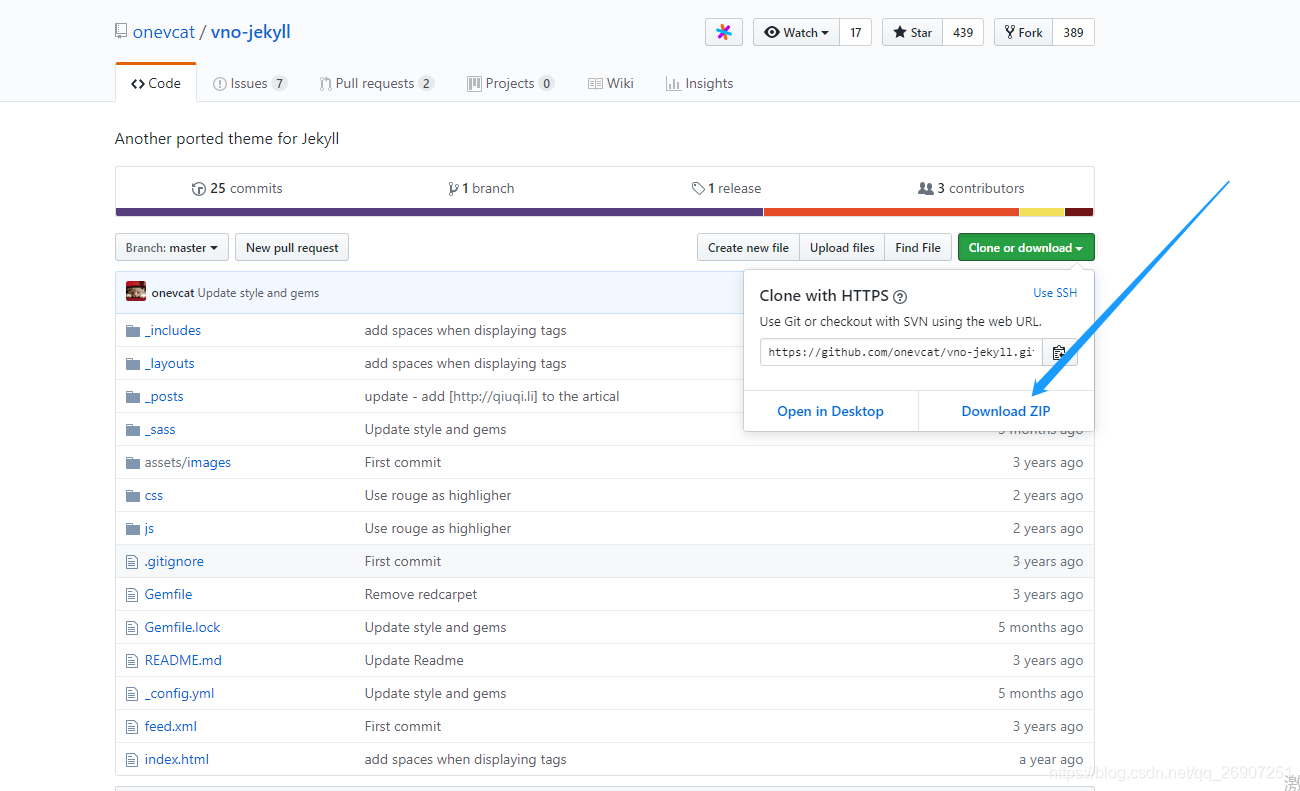 onevcat / vno-jekyll
Watch 17 Star 439 Fork 389
Code Issues 7 Pull requests 2 Projects 0 Wiki Insights
Another ported theme for Jekyll
25 commits 1 branch 1 release 3 contributors
Branch: master New pull request Create new file Upload files Find File Clone or download
onevcat Update style and gems
Clone with HTTPS ? Use SSH
Use Git or checkout with SVN using the web URL.
https://github.com/onevcat/vno-jekyll.gi
Open in Desktop Download ZIP
_includes add spaces when displaying tags
_layouts add spaces when displaying tags
_posts update - add [http://qiuqi.li] to the artical
_sass Update style and gems 5 months ago
assets/images First commit 3 years ago
css Use rouge as highligher 2 years ago
js Use rouge as highligher 2 years ago
.gitignore First commit 3 years ago
Gemfile Remove redcarpet 3 years ago
Gemfile.lock Update style and gems 5 months ago
README.md Update Readme 3 years ago
_config.yml Update style and gems 5 months ago
feed.xml First commit 3 years ago
index.html add spaces when displaying tags a year ago
https://blog.csdn.net/qq_26907251
激